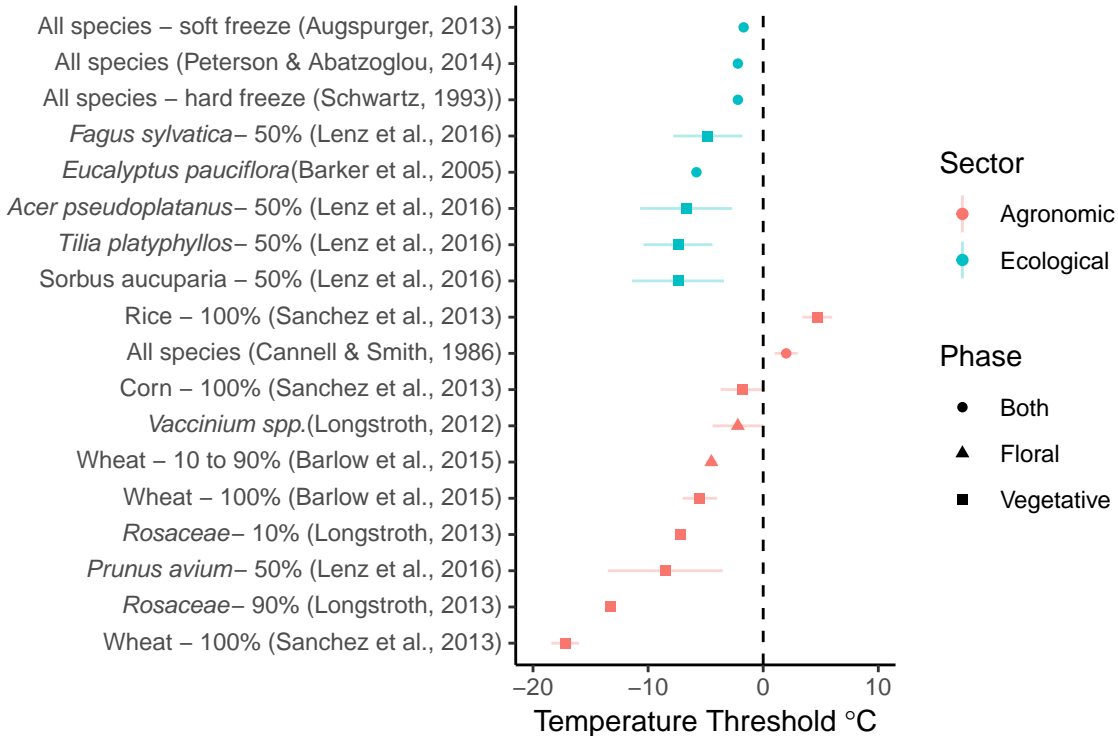 All species – soft freeze (Augspurger, 2013)
All species (Peterson & Abatzoglou, 2014)
All species – hard freeze (Schwartz, 1993))
Fagus sylvatica– 50% (Lenz et al., 2016)
Eucalyptus pauciflora(Barker et al., 2005)
Acer pseudoplatanus– 50% (Lenz et al., 2016)
Tilia platyphyllos– 50% (Lenz et al., 2016)
Sorbus aucuparia – 50% (Lenz et al., 2016)
Rice – 100% (Sanchez et al., 2013)
All species (Cannell & Smith, 1986)
Corn – 100% (Sanchez et al., 2013)
Vaccinium spp.(Longstroth, 2012)
Wheat – 10 to 90% (Barlow et al., 2015)
Wheat – 100% (Barlow et al., 2015)
Rosaceae– 10% (Longstroth, 2013)
Prunus avium– 50% (Lenz et al., 2016)
Rosaceae– 90% (Longstroth, 2013)
Wheat – 100% (Sanchez et al., 2013)
−20 −10 0 10
Temperature Threshold °C
Sector
Agronomic
Ecological
Phase
Both
Floral
Vegetative